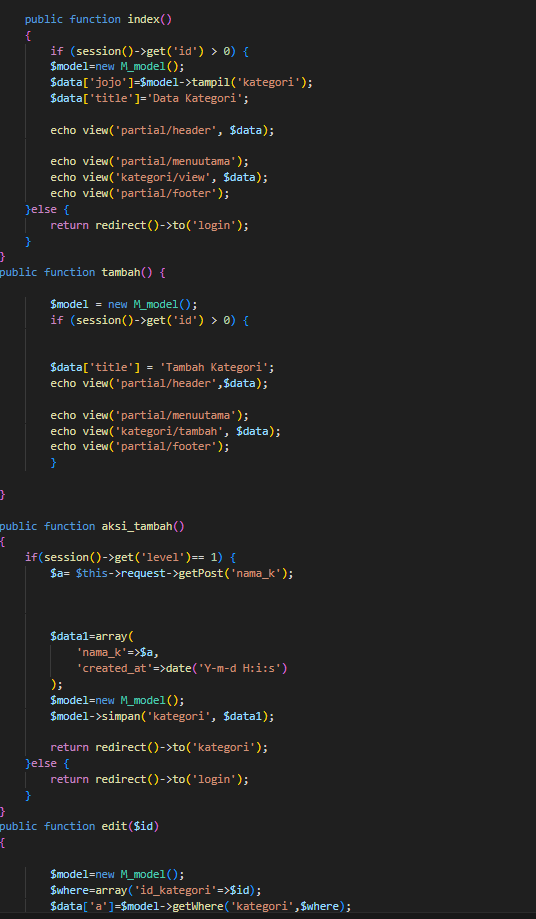 public function index()
{
if (session()->get('id') > 0) {
$model=new M_model();
$data['jojo']=$model->tampil('kategori');
$data['title']='Data Kategori';
echo view('partial/header', $data);
echo view('partial/menuutama');
echo view('kategori/view', $data);
echo view('partial/footer');
}else {
return redirect()->to('login');
}
}
public function tambah() {
$model = new M_model();
if (session()->get('id') > 0) {
$data['title'] = 'Tambah Kategori';
echo view('partial/header',$data);
echo view('partial/menuutama');
echo view('kategori/tambah', $data);
echo view('partial/footer');
}
}
public function aksi_tambah()
{
if(session()->get('level')== 1) {
$a= $this->request->getPost('nama_k');
$data1=array(
'nama_k'=>$a,
'created_at'=>date('Y-m-d H:i:s')
);
$model=new M_model();
$model->simpan('kategori', $data1);
return redirect()->to('kategori');
}else {
return redirect()->to('login');
}
}
public function edit($id)
{
$model=new M_model();
$where=array('id_kategori'=>$id);
$data['a']=$model->getWhere('kategori',$where);